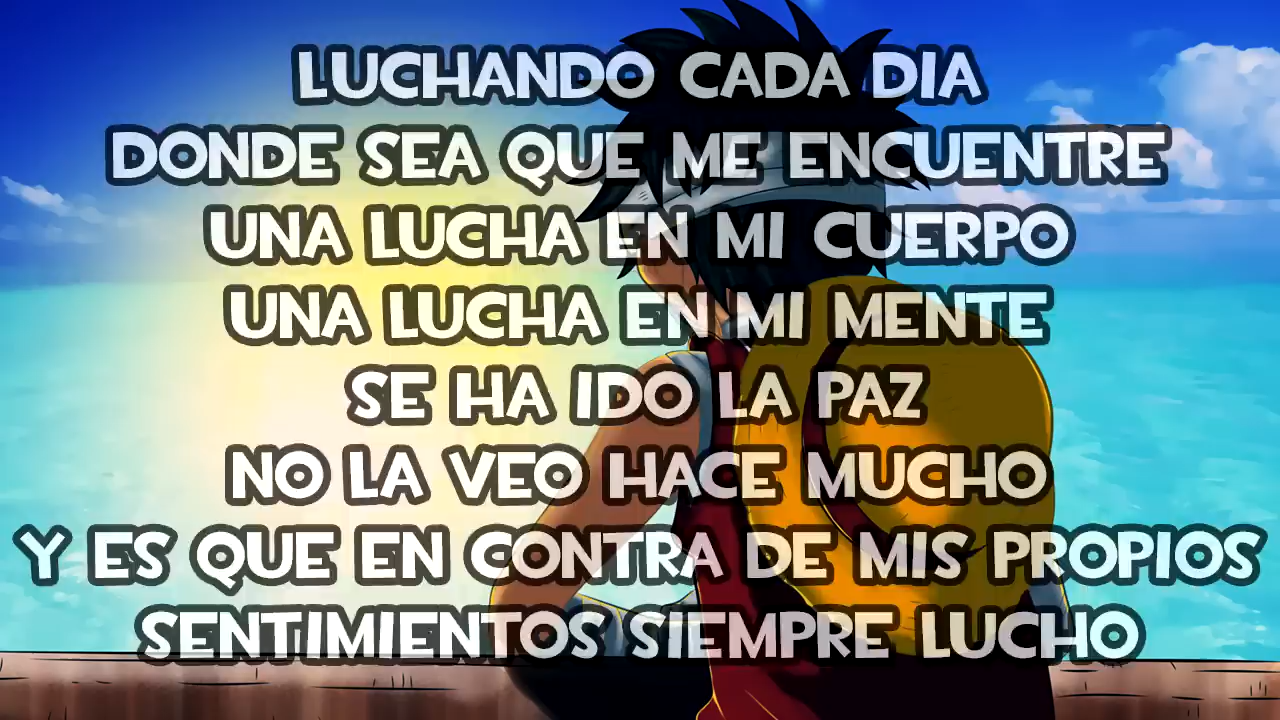 LUCHANDO CADA DIA
DONDE SEA QUE ME ENCUENTRE
UNA LUCHA EN MI CUERPO
UNA LUCHA EN MI MENTE
SE HA IDO LA PAZ
NO LA VEO HACE MUCHO
Y ES QUE EN CONTRA DE MIS PROPIOS
SENTIMIENTOS SIEMPRE LUCHO